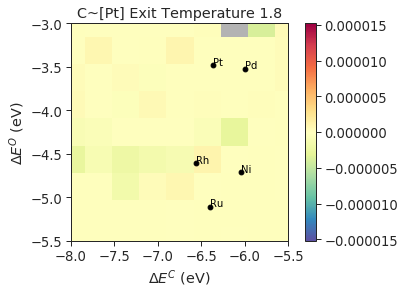 C~[Pt] Exit Temperature 1.8
−3.0
−3.5
−4.0
−4.5
−5.0
−5.5
ΔE^O (eV)
Pt
Pd
Rh
Ni
Ru
−8.0 −7.5 −7.0 −6.5 −6.0 −5.5
ΔE^C (eV)
0.000015
0.000010
0.000005
0.000000
−0.000005
−0.000010
−0.000015